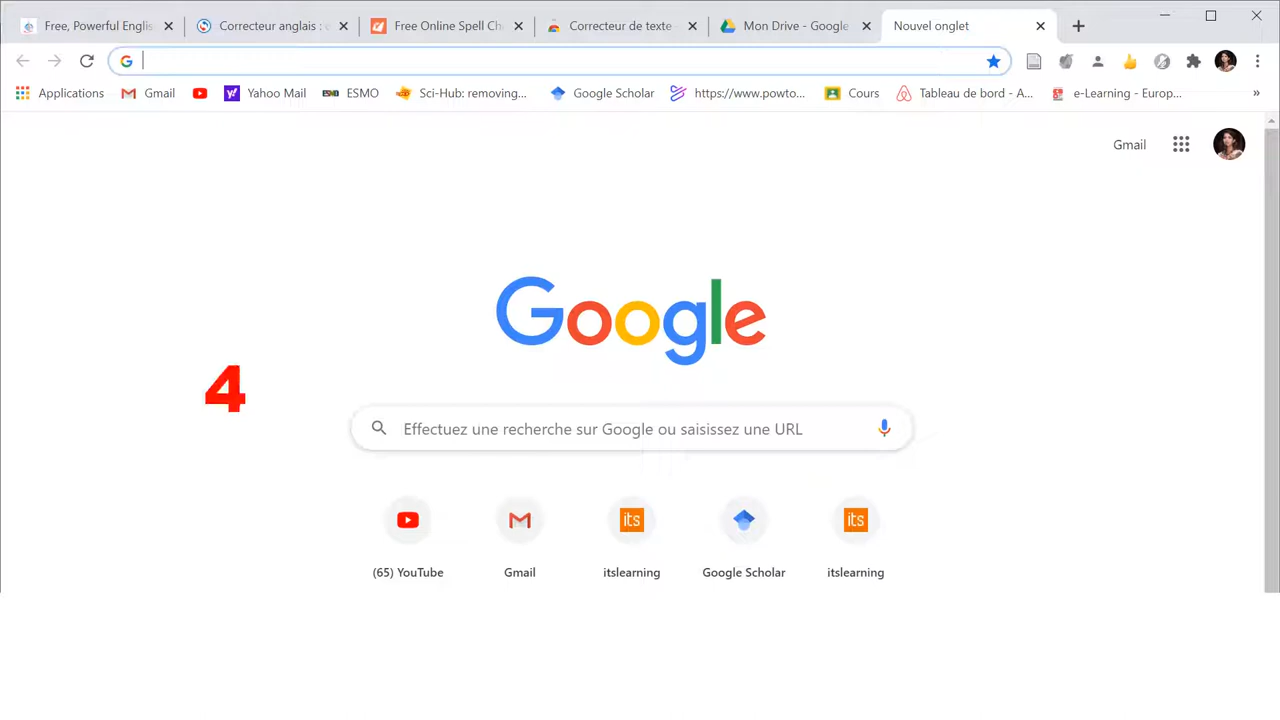 Free, Powerful Englis
Correcteur anglais : c
Free Online Spell Ch
Correcteur de texte
Mon Drive - Google
Nouvel onglet
Applications
Gmail
Yahoo Mail
ESMO
Sci-Hub: removing...
Google Scholar
https://www.powto...
Cours
Tableau de bord - A...
e-Learning - Europ...
»
Gmail
Google
4
Effectuez une recherche sur Google ou saisissez une URL
its
its
(65) YouTube
Gmail
itslearning
Google Scholar
itslearning